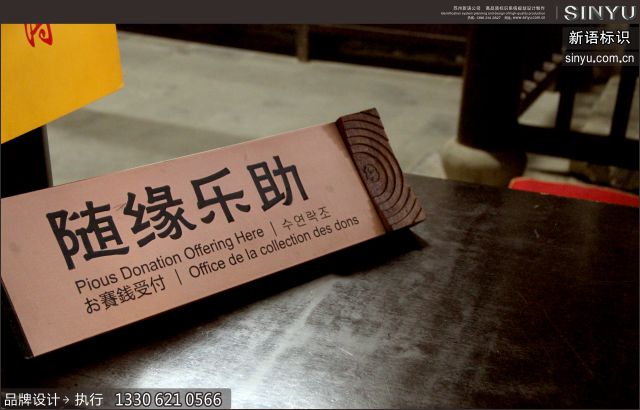 SINYU
新语标识
sinyu.com.cn
随缘乐助
Pious Donation Offering Here | 수연락조
お賽銭受付 | Office de la collection des dons
品牌设计→执行 1330 621 0566